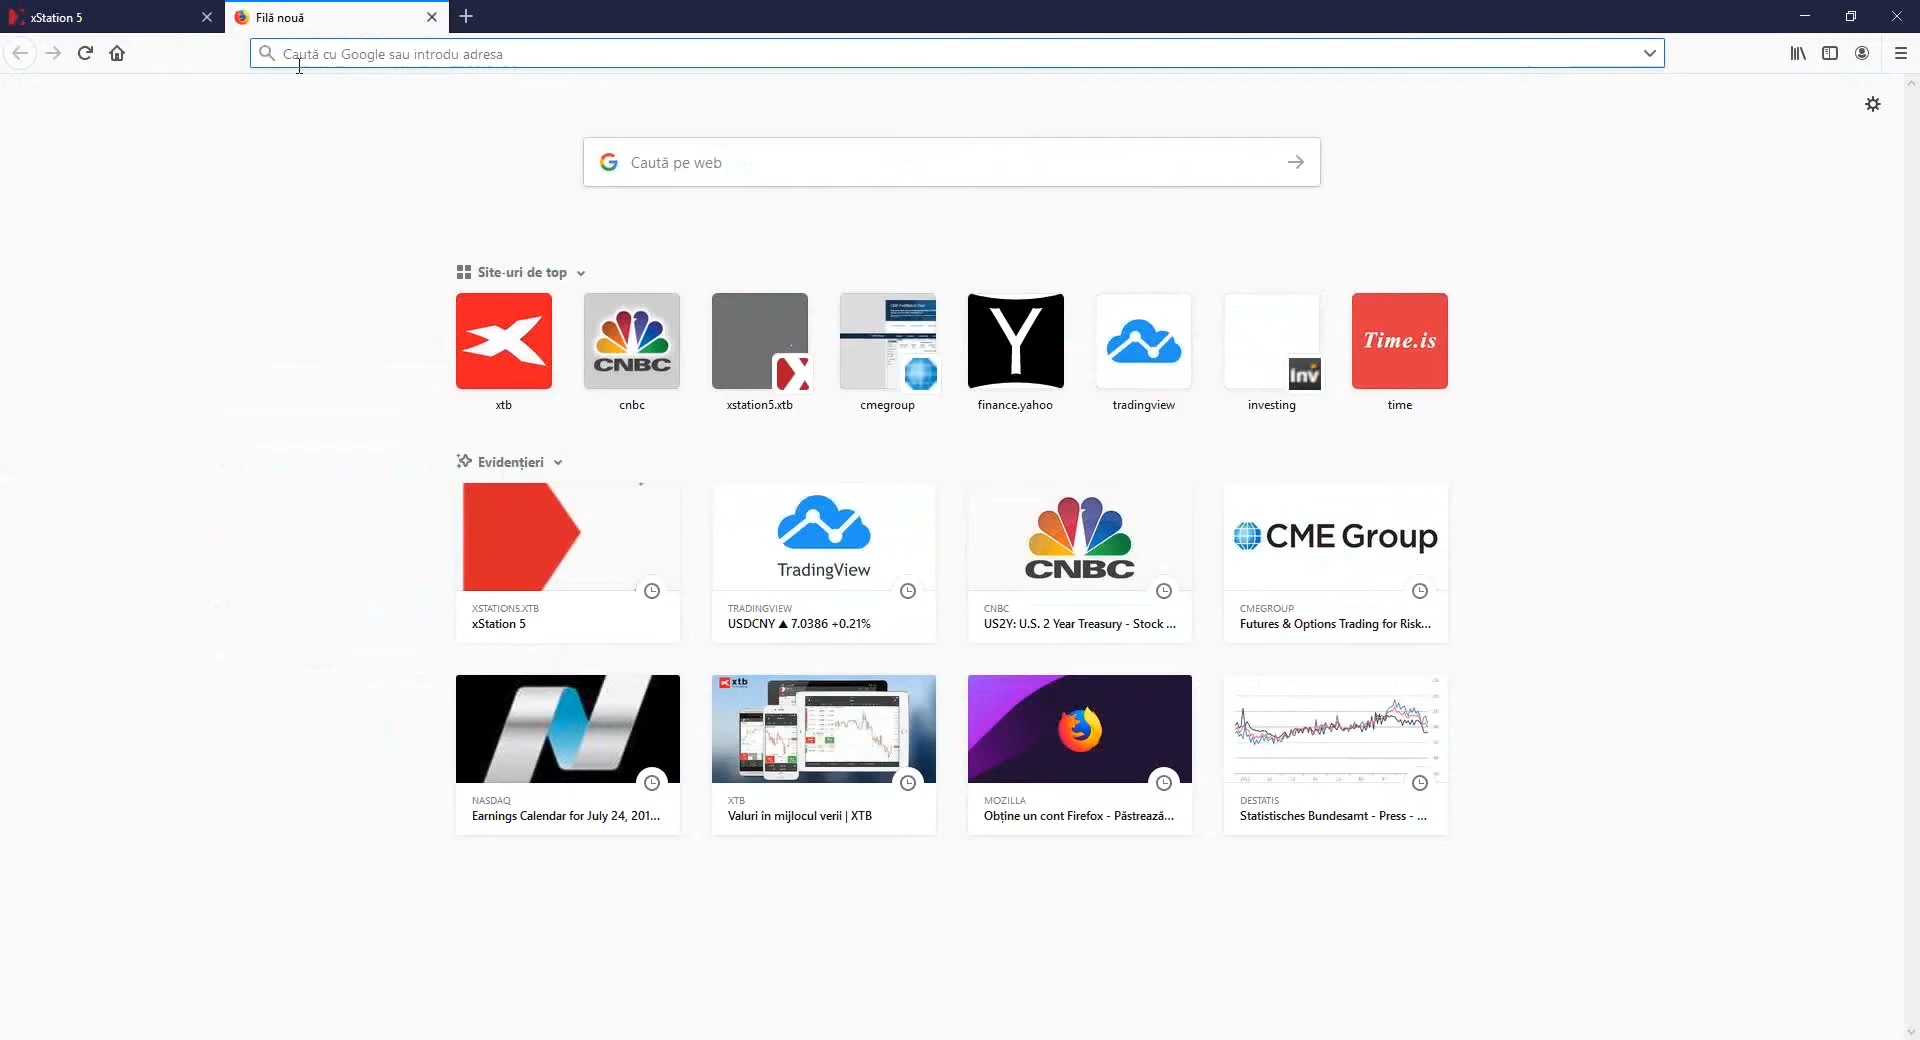 xStation 5
Filă nouă
Caută cu Google sau introdu adresa
Caută pe web
Site-uri de top
CNBC
Y
Inv
Time.is
xtb
cnbc
xstation5.xtb
cmegroup
finance.yahoo
tradingview
investing
time
Evidențieri
TradingView
CNBC
CME Group
XSTATION5.XTB
xStation 5
TRADINGVIEW
USDCNY ▲ 7.0386 +0.21%
CNBC
US2Y: U.S. 2 Year Treasury - Stock ...
CMEGROUP
Futures & Options Trading for Risk...
xtb
NASDAQ
Earnings Calendar for July 24, 201...
XTB
Valuri în mijlocul verii | XTB
MOZILLA
Obține un cont Firefox - Păstrează...
DESTATIS
Statistisches Bundesamt - Press - ...